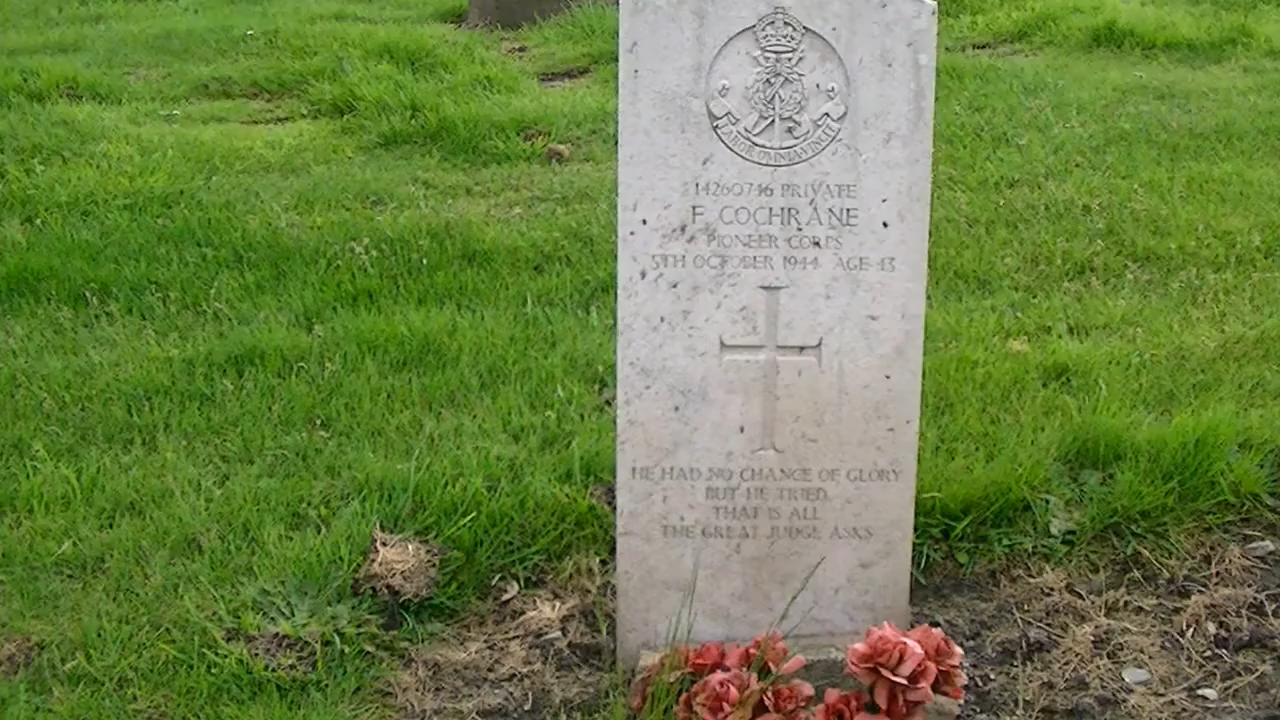 LABOR OMNIA VINCIT
14260746 PRIVATE
F. COCHRANE
PIONEER CORPS
5TH OCTOBER 1944 AGE 43
HE HAD NO CHANCE OF GLORY
BUT HE TRIED
THAT IS ALL
THE GREAT JUDGE ASKS